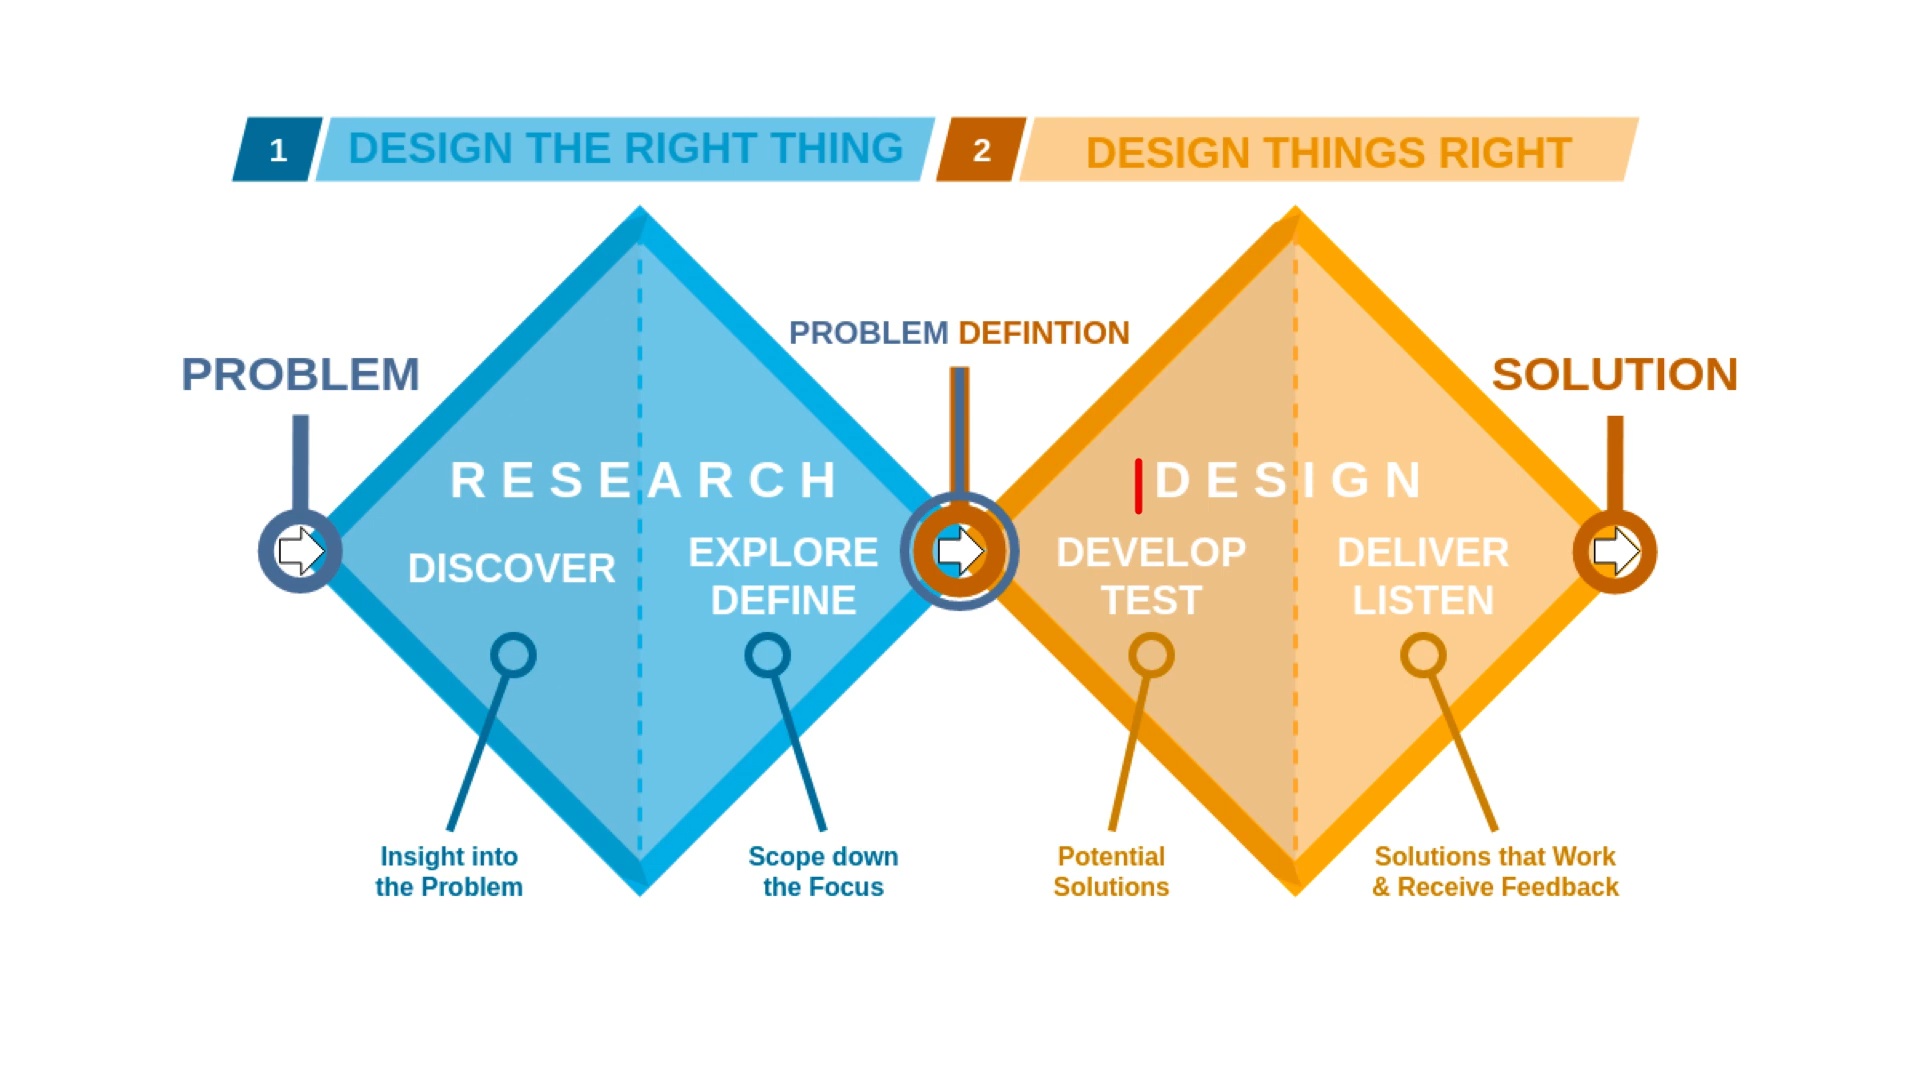 1 DESIGN THE RIGHT THING 2 DESIGN THINGS RIGHT
PROBLEM DEFINTION
PROBLEM
SOLUTION
RESEARCH
DESIGN
DISCOVER
EXPLORE
DEFINE
DEVELOP
TEST
DELIVER
LISTEN
Insight into
the Problem
Scope down
the Focus
Potential
Solutions
Solutions that Work
& Receive Feedback